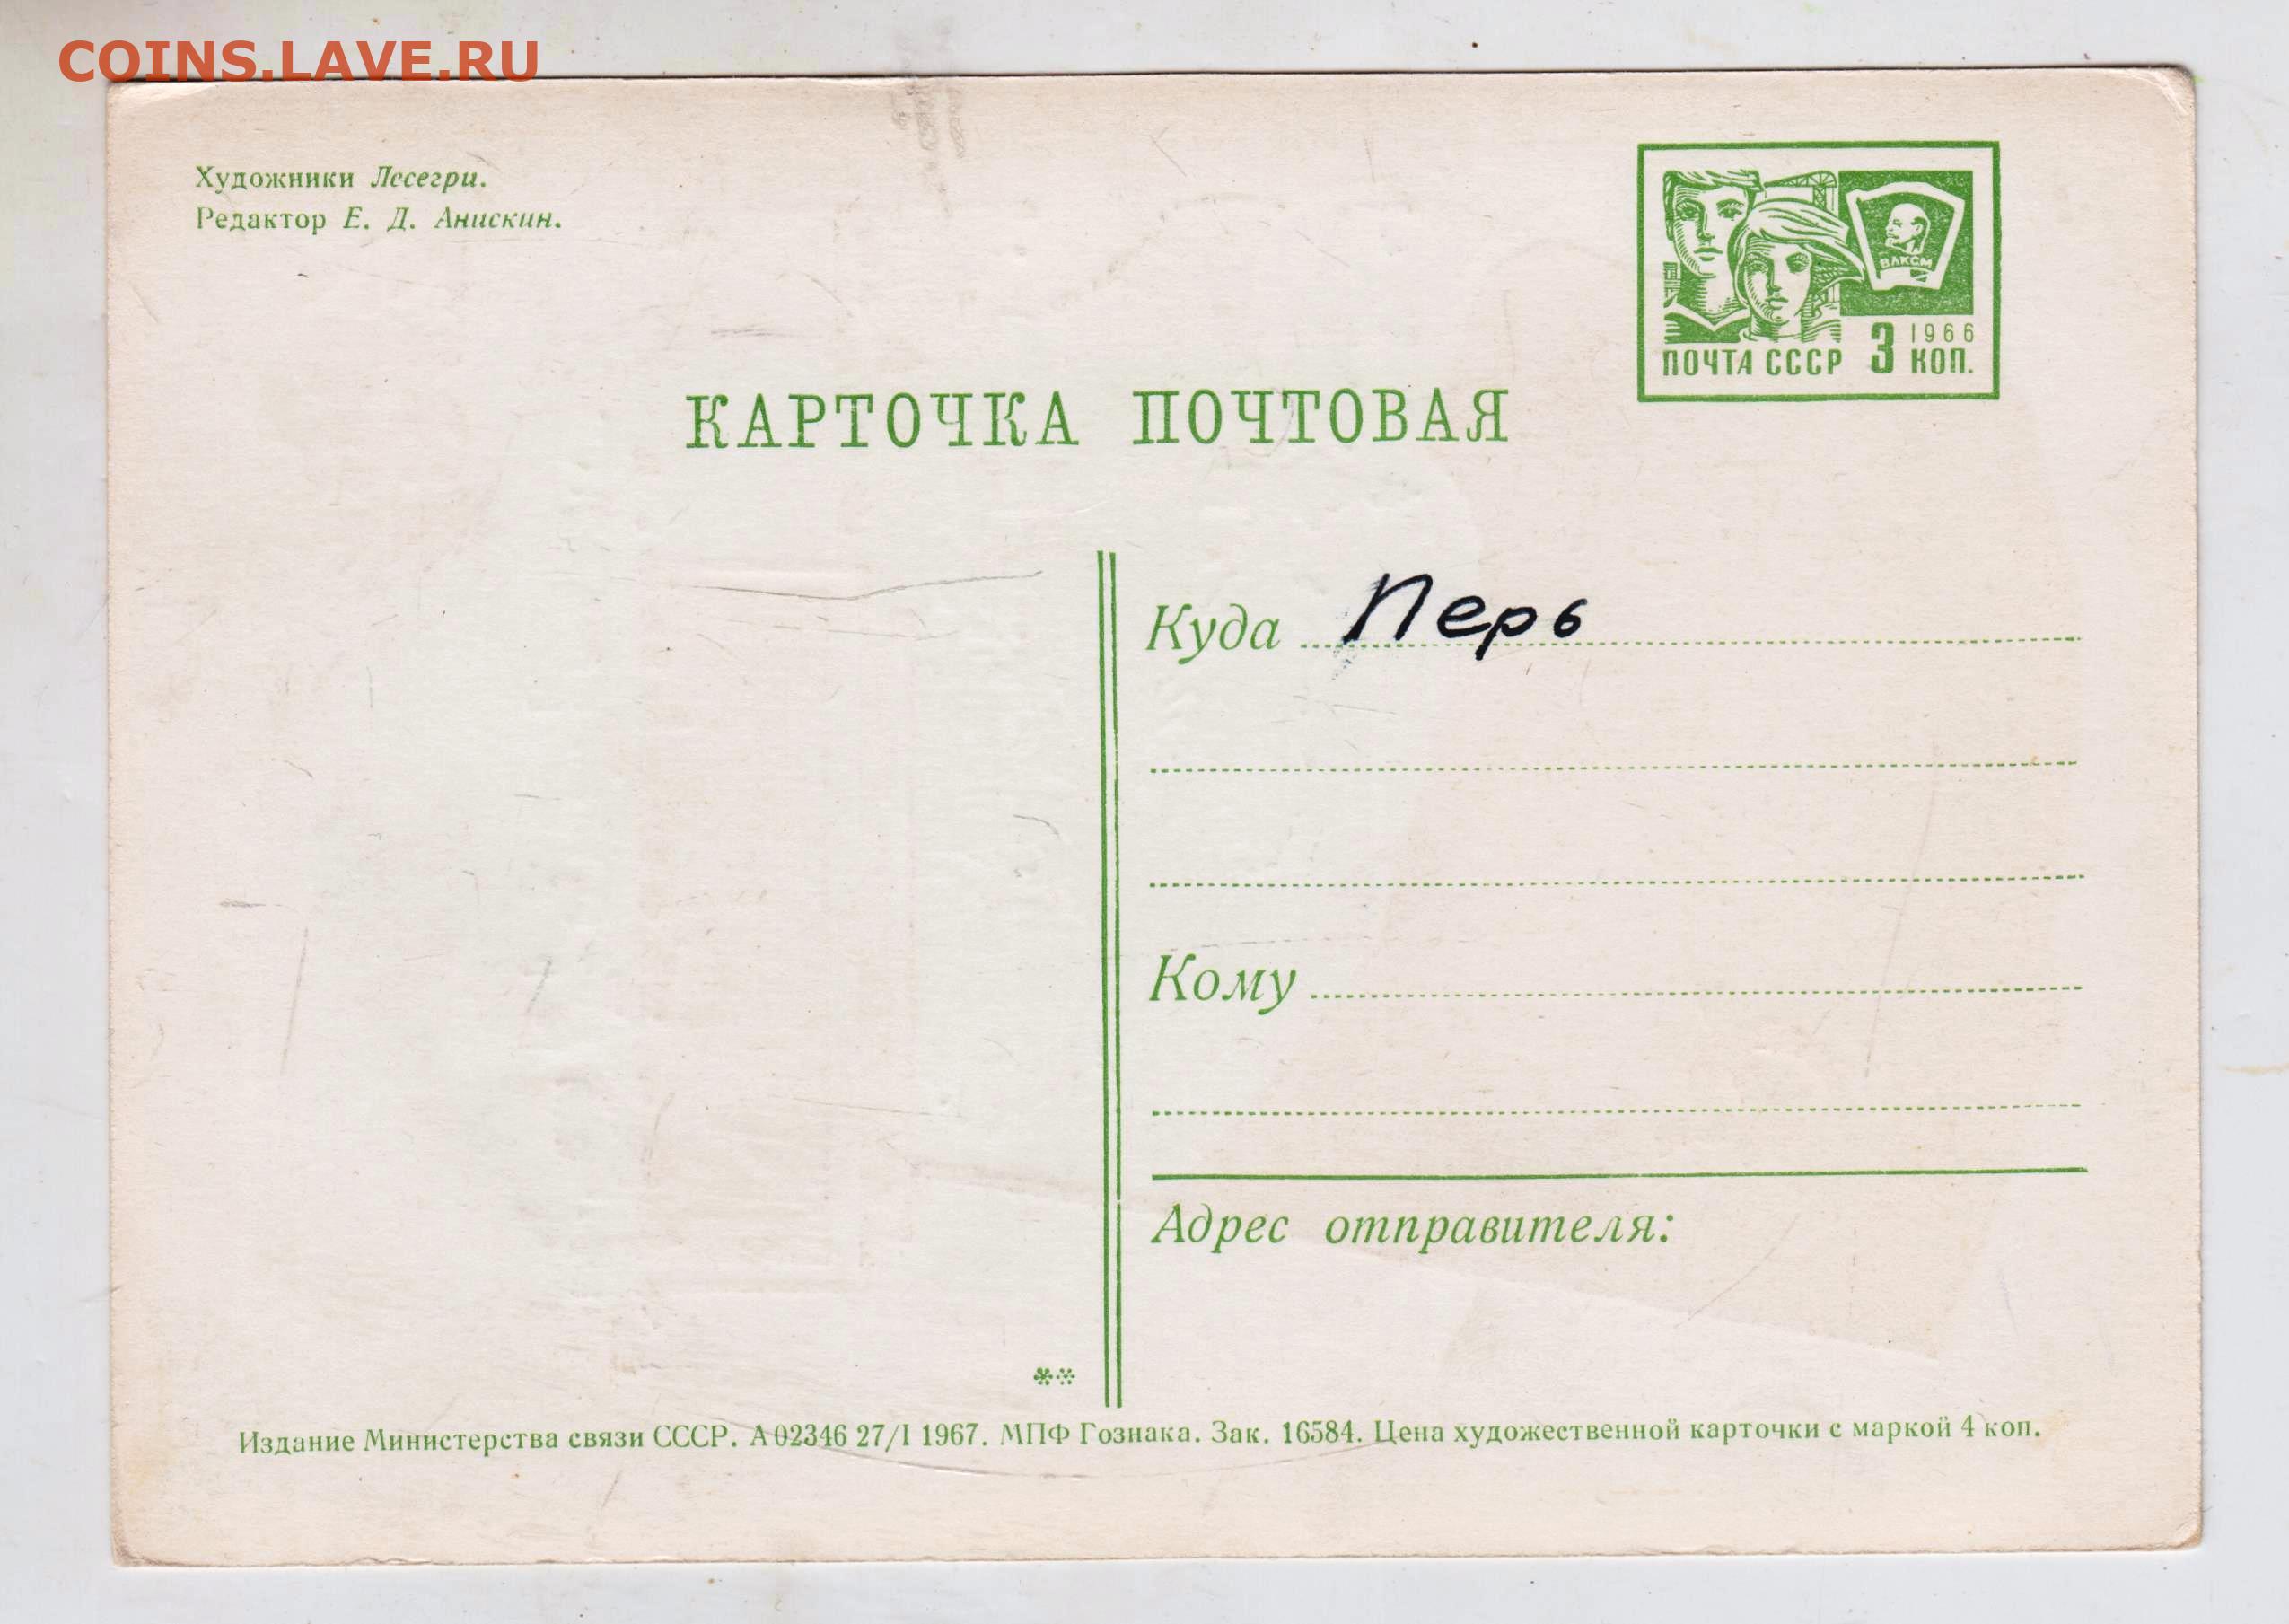 COINS.LAVE.RU
Художники Лесегри.
Редактор Е. Д. Анискин.
ВЛКСМ
1966
ПОЧТА СССР 3 КОП.
КАРТОЧКА ПОЧТОВАЯ
Куда Перь
Кому
Адрес отправителя:
Издание Министерства связи СССР. А 02346 27/I 1967. МПФ Гознака. Зак. 16584. Цена художественной карточки с маркой 4 коп.